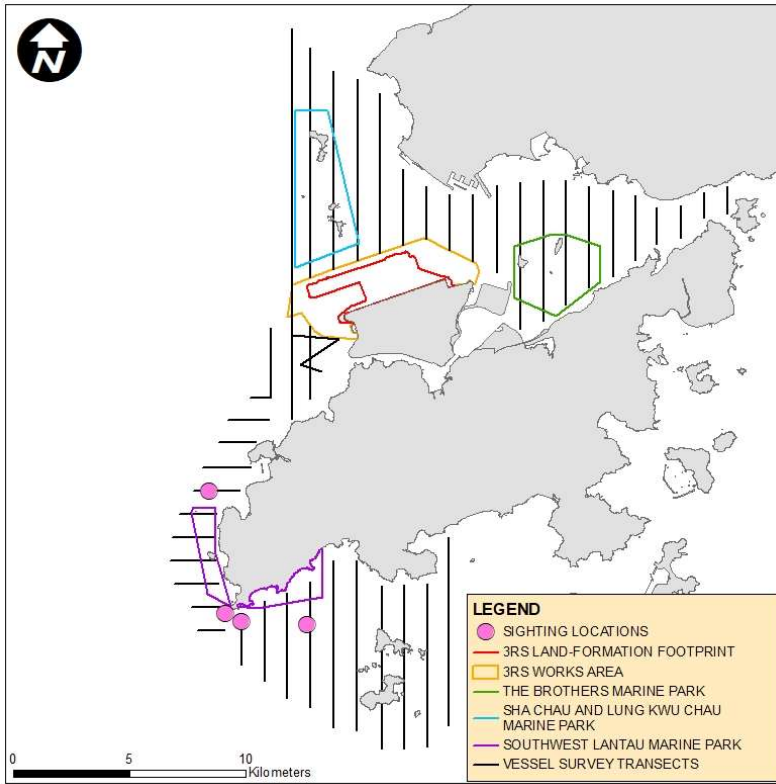 N
LEGEND
SIGHTING LOCATIONS
3RS LAND-FORMATION FOOTPRINT
3RS WORKS AREA
THE BROTHERS MARINE PARK
SHA CHAU AND LUNG KWU CHAU
MARINE PARK
SOUTHWEST LANTAU MARINE PARK
VESSEL SURVEY TRANSECTS
0 5 10
Kilometers